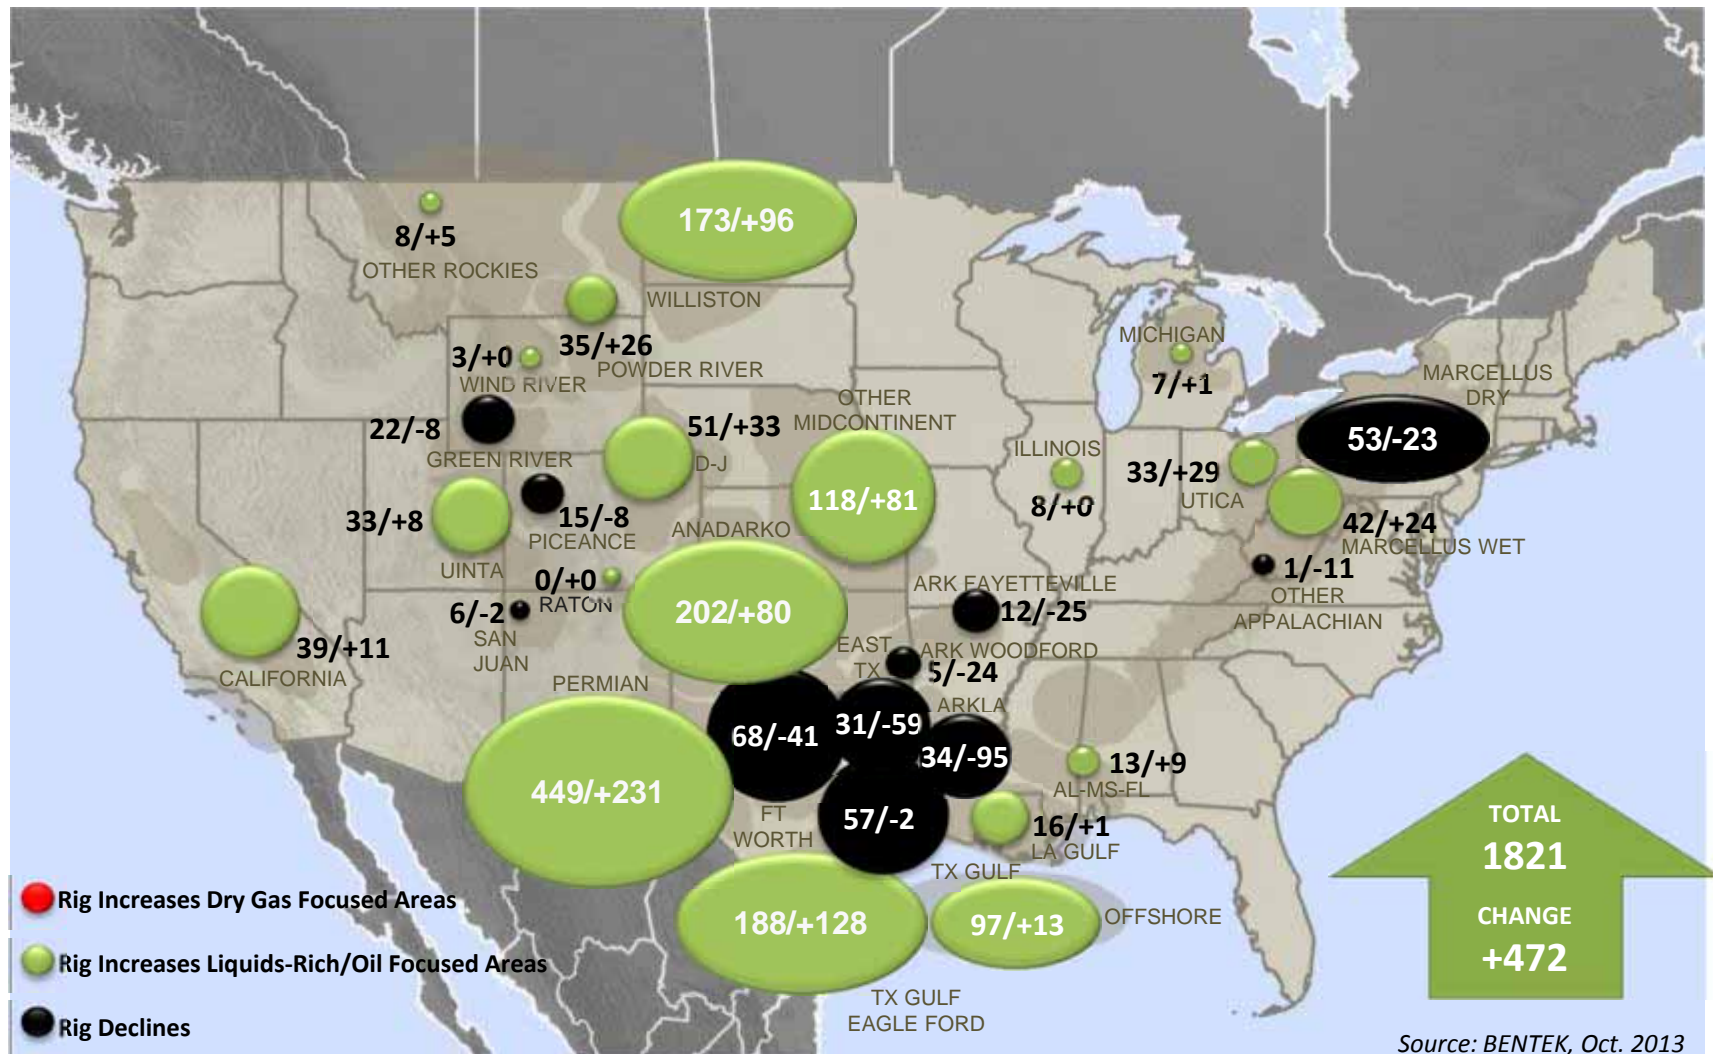 173/+96
8/+5
OTHER ROCKIES
WILLISTON
35/+26
POWDER RIVER
3/+0
WIND RIVER
MICHIGAN
7/+1
MARCELLUS
DRY
53/-23
22/-8
GREEN RIVER
51/+33
D-J
OTHER
MIDCONTINENT
118/+81
ILLINOIS
8/+0
33/+29
UTICA
42/+24
MARCELLUS WET
33/+8
UINTA
15/-8
PICEANCE
ANADARKO
202/+80
0/+0
RATON
6/-2
SAN
JUAN
ARK FAYETTEVILLE
12/-25
1/-11
OTHER
APPALACHIAN
39/+11
CALIFORNIA
EAST
TX
ARK WOODFORD
5/-24
PERMIAN
449/+231
68/-41
FT
WORTH
31/-59
ARKLA
34/-95
57/-2
TX GULF
13/+9
AL-MS-FL
16/+1
LA GULF
188/+128
TX GULF
EAGLE FORD
97/+13
OFFSHORE
TOTAL
1821
CHANGE
+472
Rig Increases Dry Gas Focused Areas
Rig Increases Liquids-Rich/Oil Focused Areas
Rig Declines
Source: BENTEK, Oct. 2013